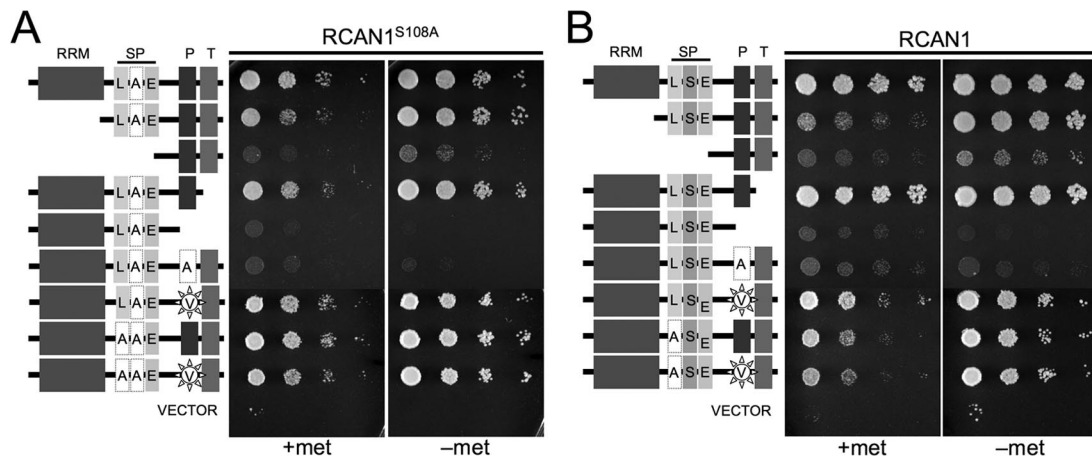 A
RCAN1S108A
RRM SP P T
L A E
L A E
L A E
L A E
L A E A
L A E V
A A E
A A E V
VECTOR
+met –met
B
RCAN1
RRM SP P T
L S E
L S E
L S E
L S E
L S E A
L S E V
A S E
A S E V
VECTOR
+met –met